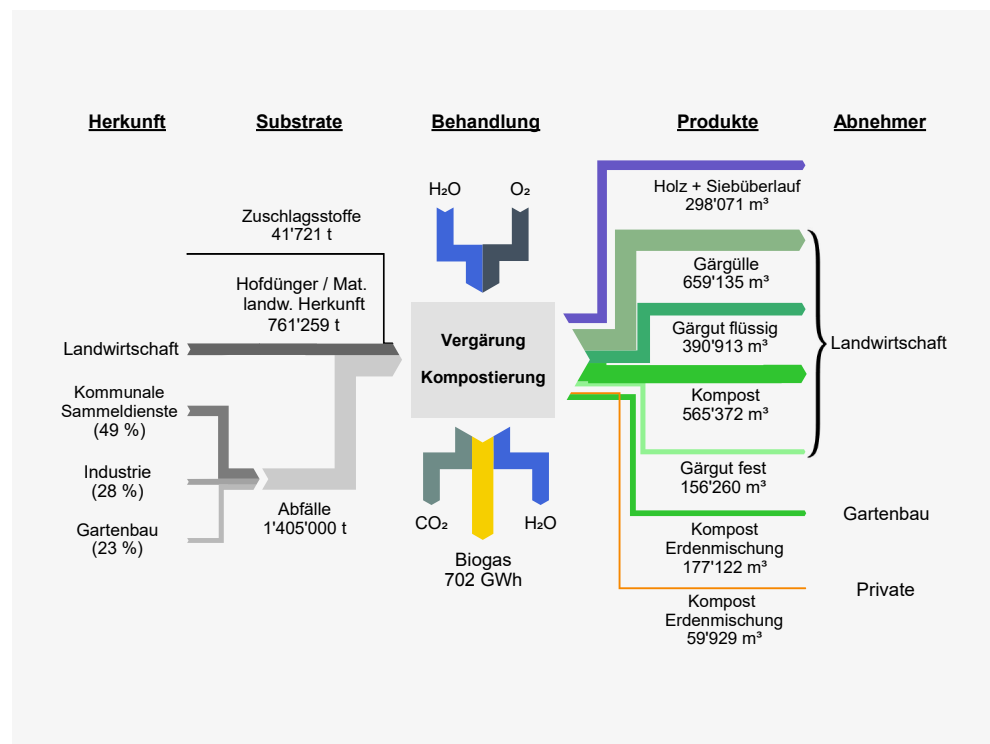 Herkunft
Substrate
Behandlung
Produkte
Abnehmer
Zuschlagsstoffe
41'721 t
Hofdünger / Mat.
landw. Herkunft
761'259 t
Landwirtschaft
Kommunale
Sammeldienste
(49 %)
Industrie
(28 %)
Gartenbau
(23 %)
Abfälle
1'405'000 t
H₂O
O₂
Vergärung
Kompostierung
CO₂
H₂O
Biogas
702 GWh
Holz + Siebüberlauf
298'071 m³
Gärgülle
659'135 m³
Gärgut flüssig
390'913 m³
Kompost
565'372 m³
Gärgut fest
156'260 m³
Kompost
Erdenmischung
177'122 m³
Kompost
Erdenmischung
59'929 m³
Landwirtschaft
Gartenbau
Private